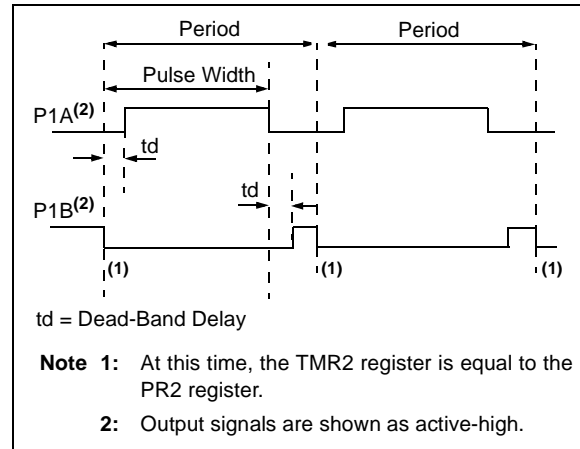 Period Period
Pulse Width
P1A(2)
td
td
P1B(2)
(1) (1) (1)
td = Dead-Band Delay
Note 1: At this time, the TMR2 register is equal to the
PR2 register.
2: Output signals are shown as active-high.